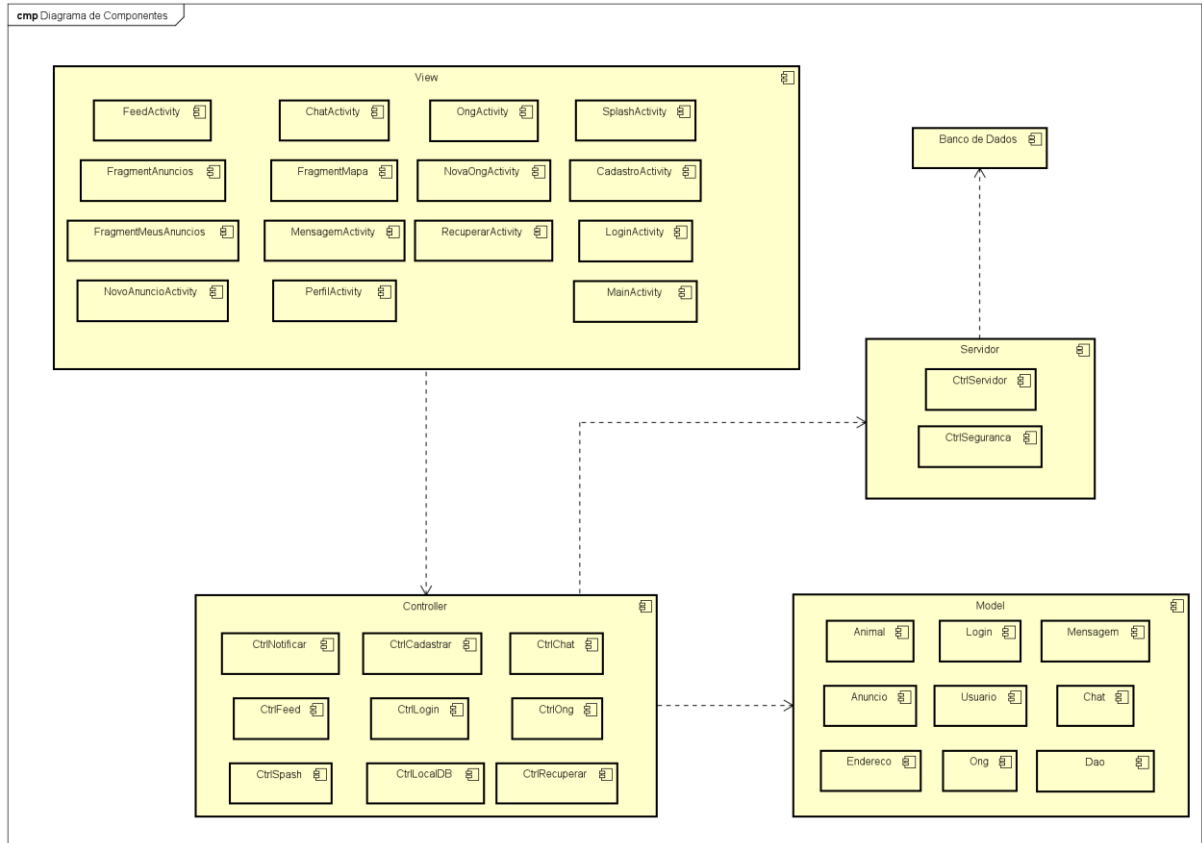 cmp Diagrama de Componentes
View
FeedActivity
ChatActivity
OngActivity
SplashActivity
FragmentAnuncios
FragmentMapa
NovaOngActivity
CadastroActivity
FragmentMeusAnuncios
MensagemActivity
RecuperarActivity
LoginActivity
NovoAnuncioActivity
PerfilActivity
MainActivity
Banco de Dados
Servidor
CtrlServidor
CtrlSeguranca
Controller
CtrlNotificar
CtrlCadastrar
CtrlChat
CtrlFeed
CtrlLogin
CtrlOng
CtrlSpash
CtrlLocalDB
CtrlRecuperar
Model
Animal
Login
Mensagem
Anuncio
Usuario
Chat
Endereco
Ong
Dao